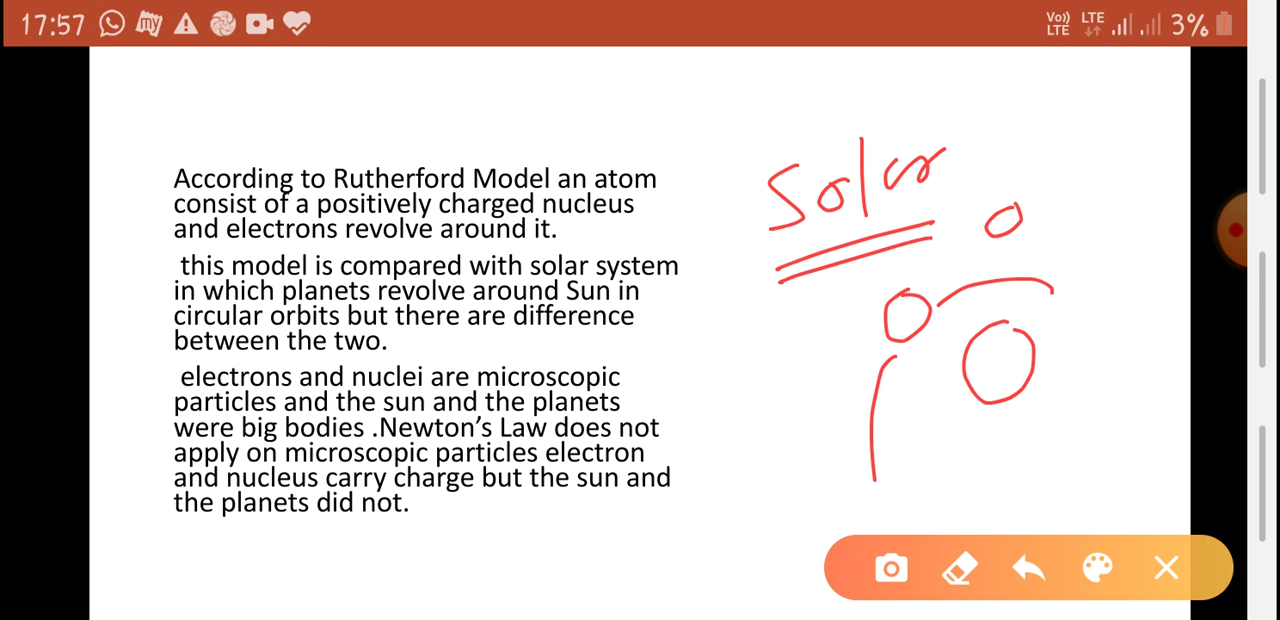 17:57 my Vo)) LTE LTE 3%
According to Rutherford Model an atom
consist of a positively charged nucleus
and electrons revolve around it.
this model is compared with solar system
in which planets revolve around Sun in
circular orbits but there are difference
between the two.
electrons and nuclei are microscopic
particles and the sun and the planets
were big bodies .Newton's Law does not
apply on microscopic particles electron
and nucleus carry charge but the sun and
the planets did not.
Solar